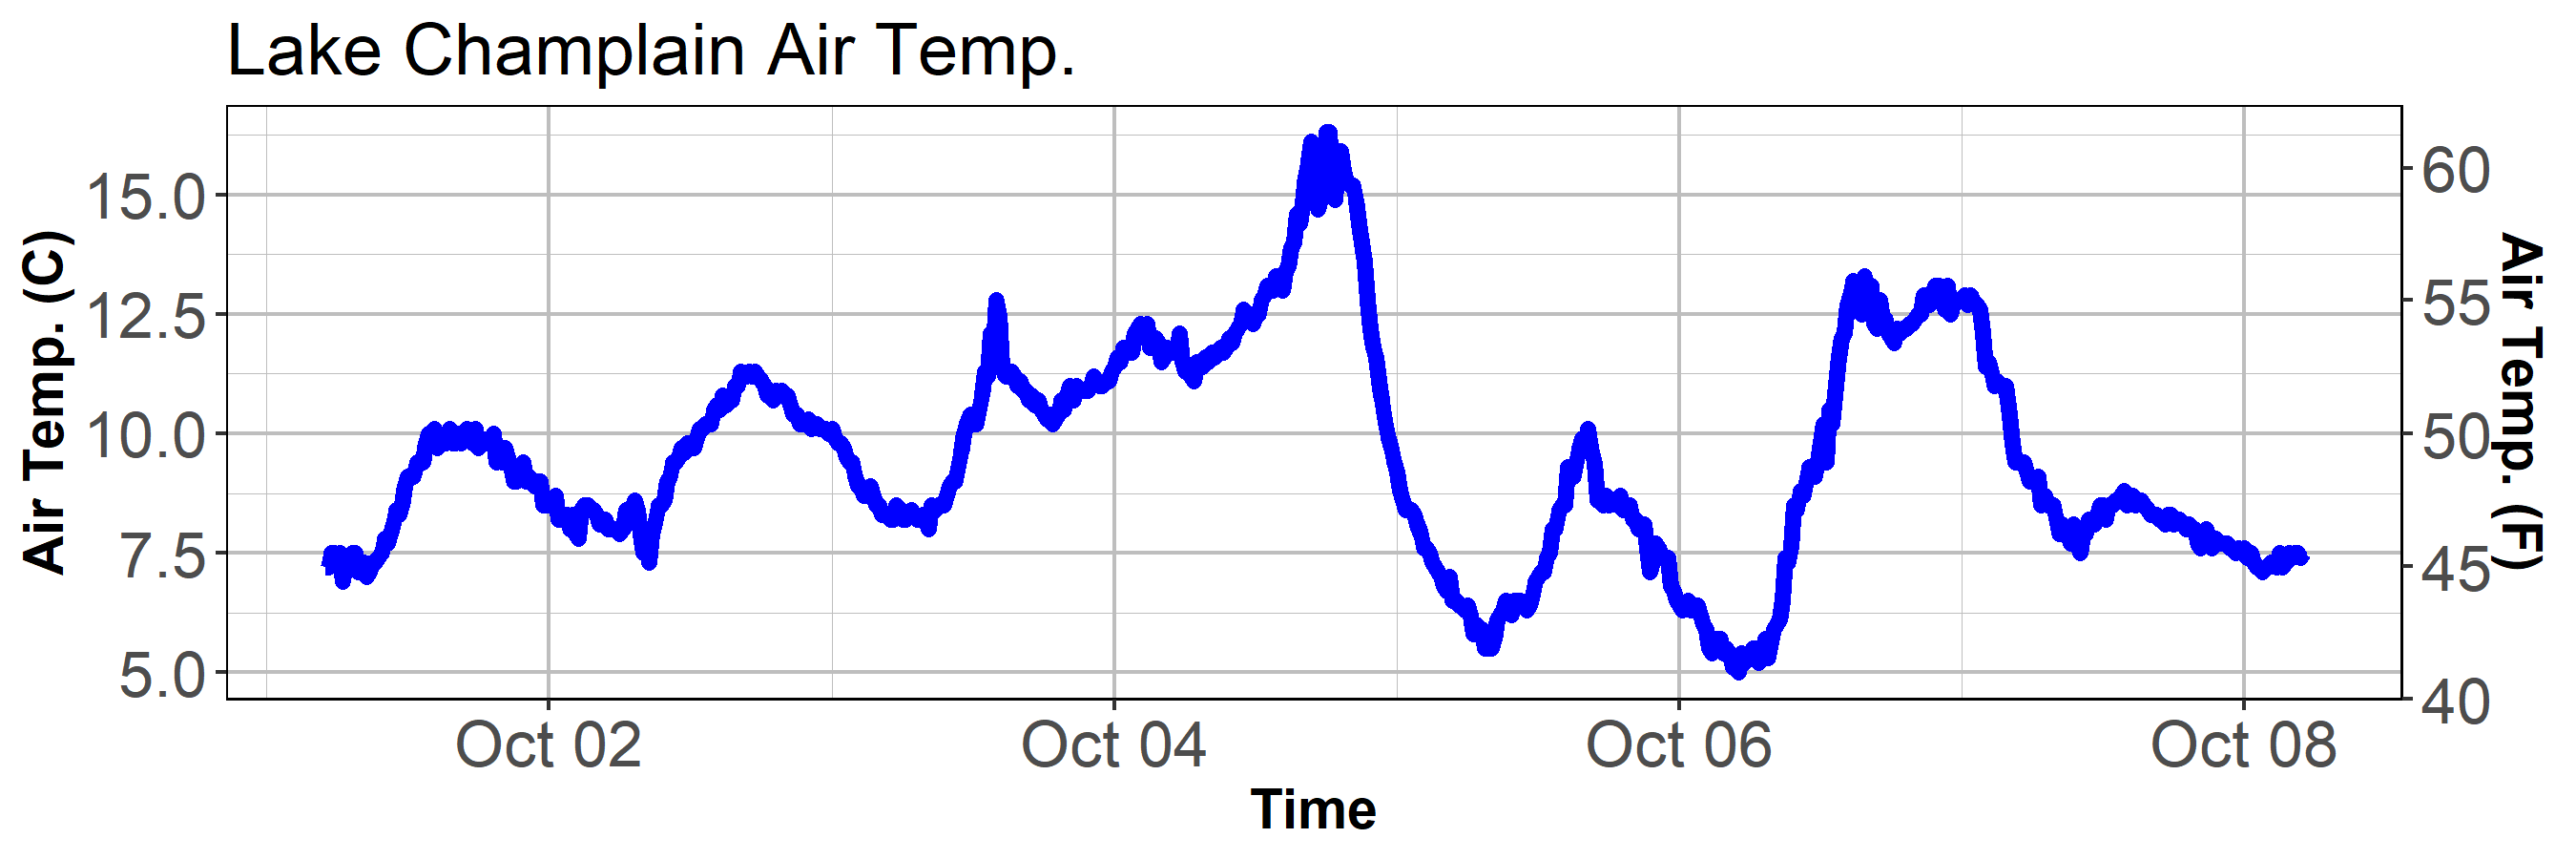 Lake Champlain Air Temp.
Air Temp. (C)
15.0
12.5
10.0
7.5
5.0
60
55
50
45
40
Air Temp. (F)
Oct 02 Oct 04 Oct 06 Oct 08
Time